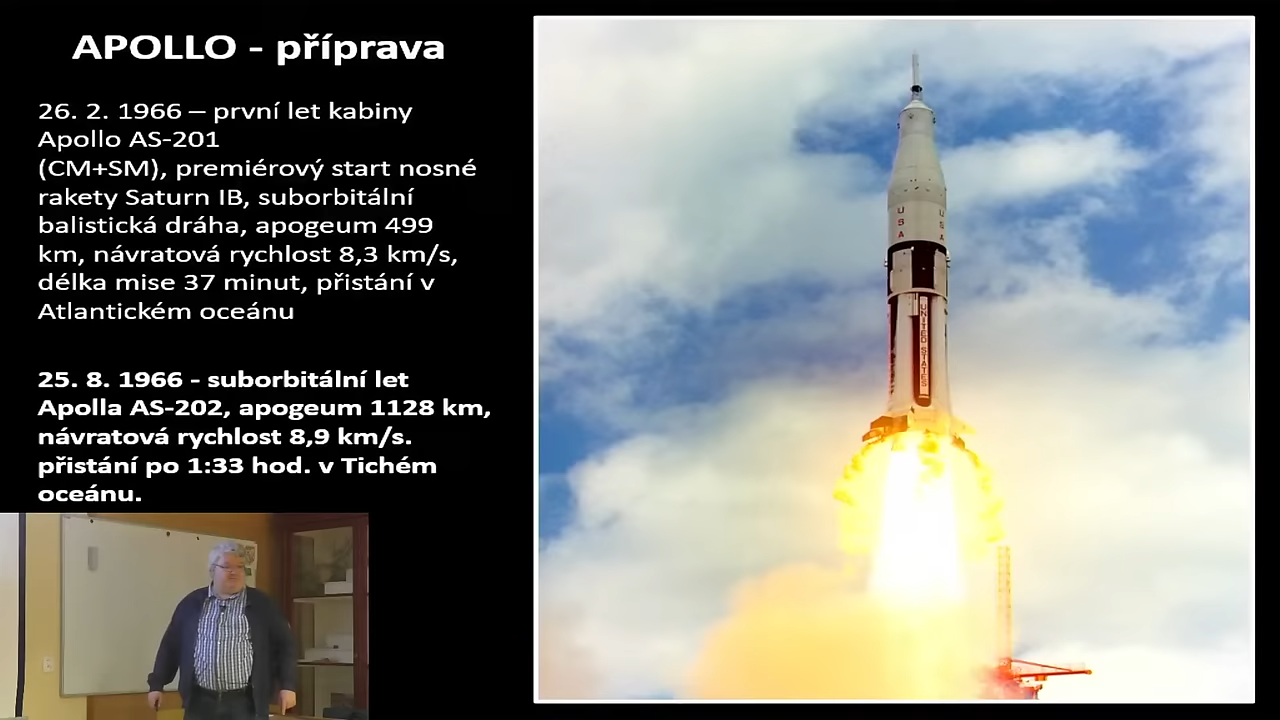 APOLLO - příprava
26. 2. 1966 – první let kabiny
Apollo AS-201
(CM+SM), premiérový start nosné
rakety Saturn IB, suborbitální
balistická dráha, apogeum 499
km, návratová rychlost 8,3 km/s,
délka mise 37 minut, přistání v
Atlantickém oceánu
25. 8. 1966 - suborbitální let
Apolla AS-202, apogeum 1128 km,
návratová rychlost 8,9 km/s.
přistání po 1:33 hod. v Tichém
oceánu.
USA
USA
UNITED STATES